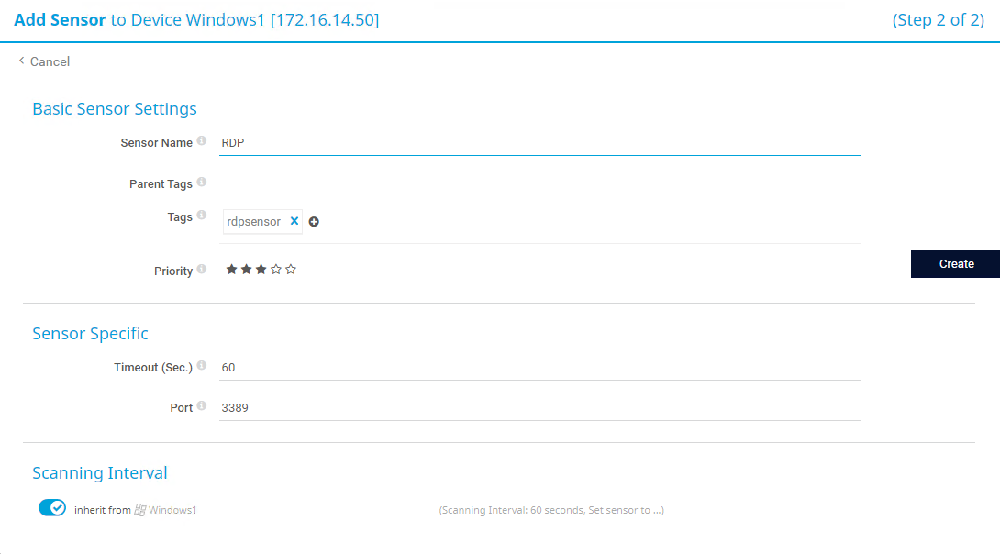 Add Sensor to Device Windows1 [172.16.14.50] (Step 2 of 2)
Cancel
Basic Sensor Settings
Sensor Name RDP
Parent Tags
Tags rdpsensor
Priority
Create
Sensor Specific
Timeout (Sec.) 60
Port 3389
Scanning Interval
inherit from Windows1 (Scanning Interval: 60 seconds, Set sensor to ...)